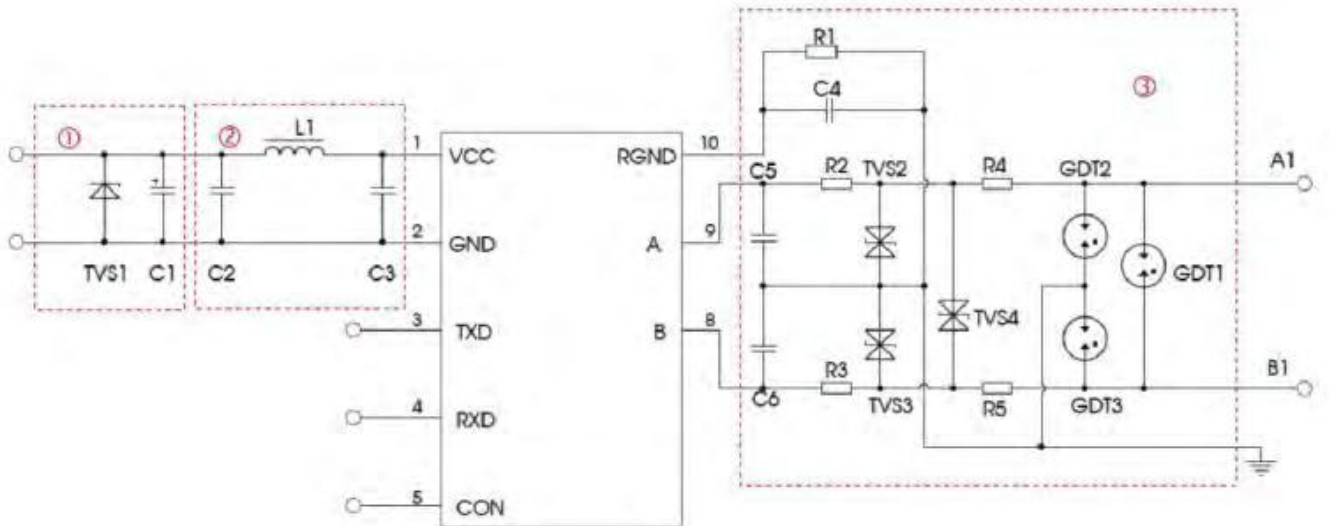 R1
C4
③
① ② L1
1 VCC
RGND 10
C5 R2 TVS2 R4 GDT2 A1
2 GND
A 9
TVS1 C1 C2 C3
GDT1
3 TXD
B 8
TVS4
R3 B1
C6 TVS3 R5 GDT3
4 RXD
5 CON